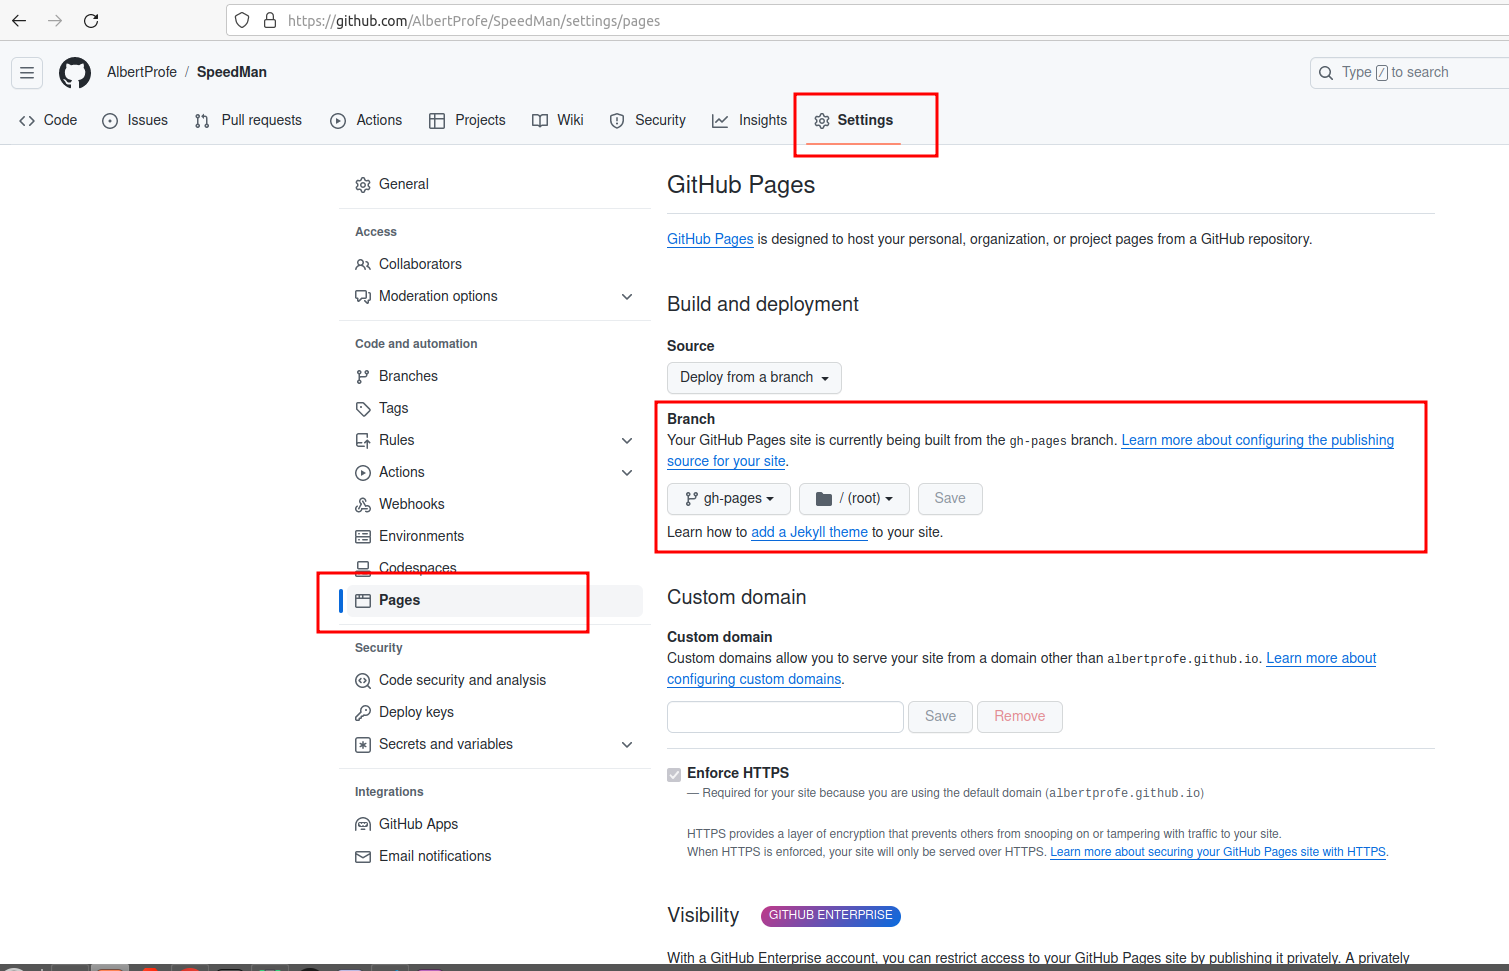 https://github.com/AlbertProfe/SpeedMan/settings/pages
AlbertProfe / SpeedMan
Type / to search
Code Issues Pull requests Actions Projects Wiki Security Insights Settings
General
Access
Collaborators
Moderation options
Code and automation
Branches
Tags
Rules
Actions
Webhooks
Environments
Codespaces
Pages
Security
Code security and analysis
Deploy keys
Secrets and variables
Integrations
GitHub Apps
Email notifications
GitHub Pages
GitHub Pages is designed to host your personal, organization, or project pages from a GitHub repository.
Build and deployment
Source
Deploy from a branch
Branch
Your GitHub Pages site is currently being built from the gh-pages branch. Learn more about configuring the publishing
source for your site.
gh-pages / (root) Save
Learn how to add a Jekyll theme to your site.
Custom domain
Custom domain
Custom domains allow you to serve your site from a domain other than albertprofe.github.io. Learn more about
configuring custom domains.
Save Remove
Enforce HTTPS
— Required for your site because you are using the default domain (albertprofe.github.io)
HTTPS provides a layer of encryption that prevents others from snooping on or tampering with traffic to your site.
When HTTPS is enforced, your site will only be served over HTTPS. Learn more about securing your GitHub Pages site with HTTPS.
Visibility GITHUB ENTERPRISE
With a GitHub Enterprise account, you can restrict access to your GitHub Pages site by publishing it privately. A privately